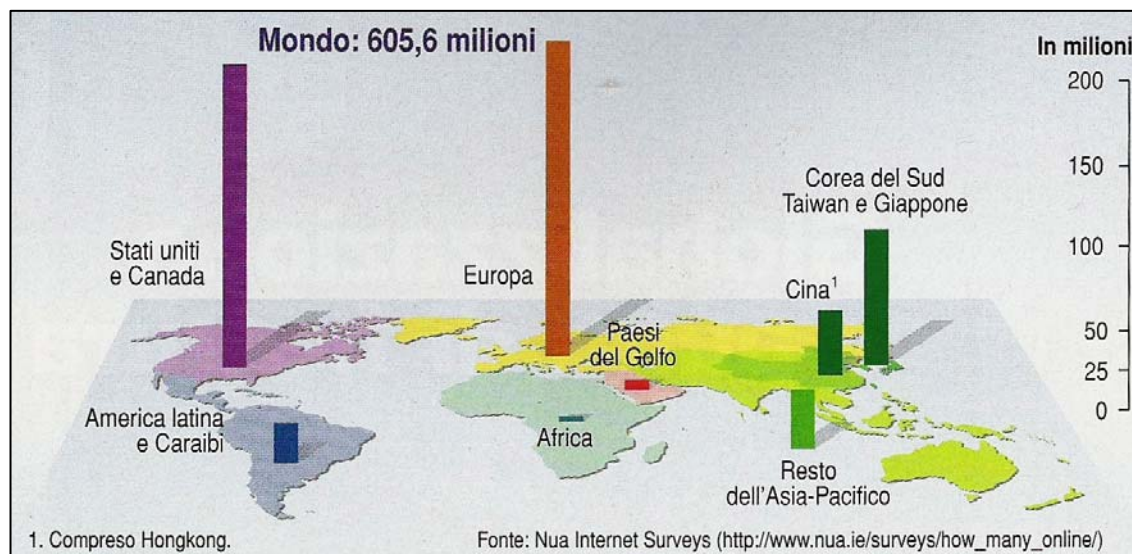 Mondo: 605,6 milioni
In milioni
200
150
100
50
25
0
Stati uniti
e Canada
Europa
Corea del Sud
Taiwan e Giappone
Cina¹
Paesi
del Golfo
America latina
e Caraibi
Africa
Resto
dell'Asia-Pacifico
1. Compreso Hongkong.
Fonte: Nua Internet Surveys (http://www.nua.ie/surveys/how_many_online/)